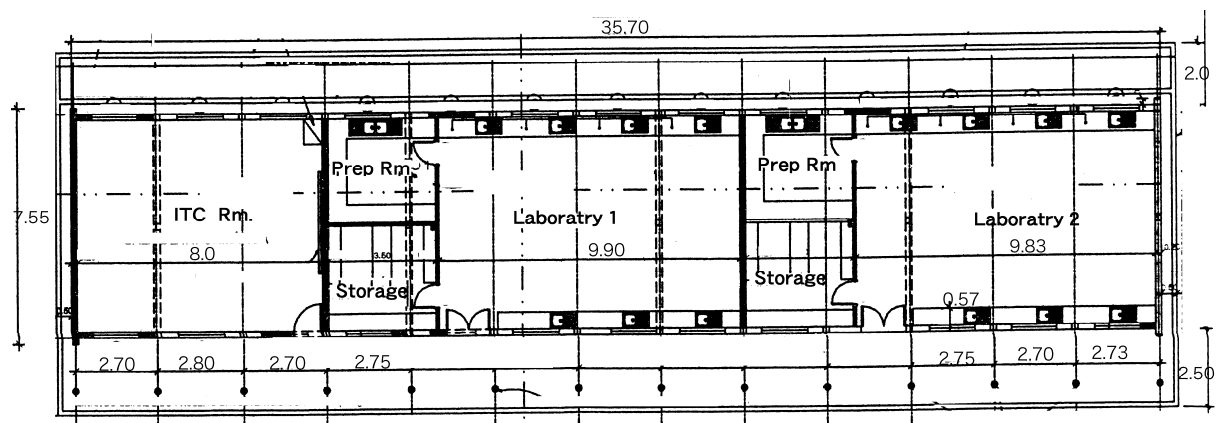 35.70
2.0
Prep Rm
Prep Rm
7.55
ITC Rm.
Laboratry 1
Laboratry 2
8.0
3.50
9.90
9.83
Storage
Storage
0.57
2.70 2.80 2.70 2.75 2.75 2.70 2.73
2.50